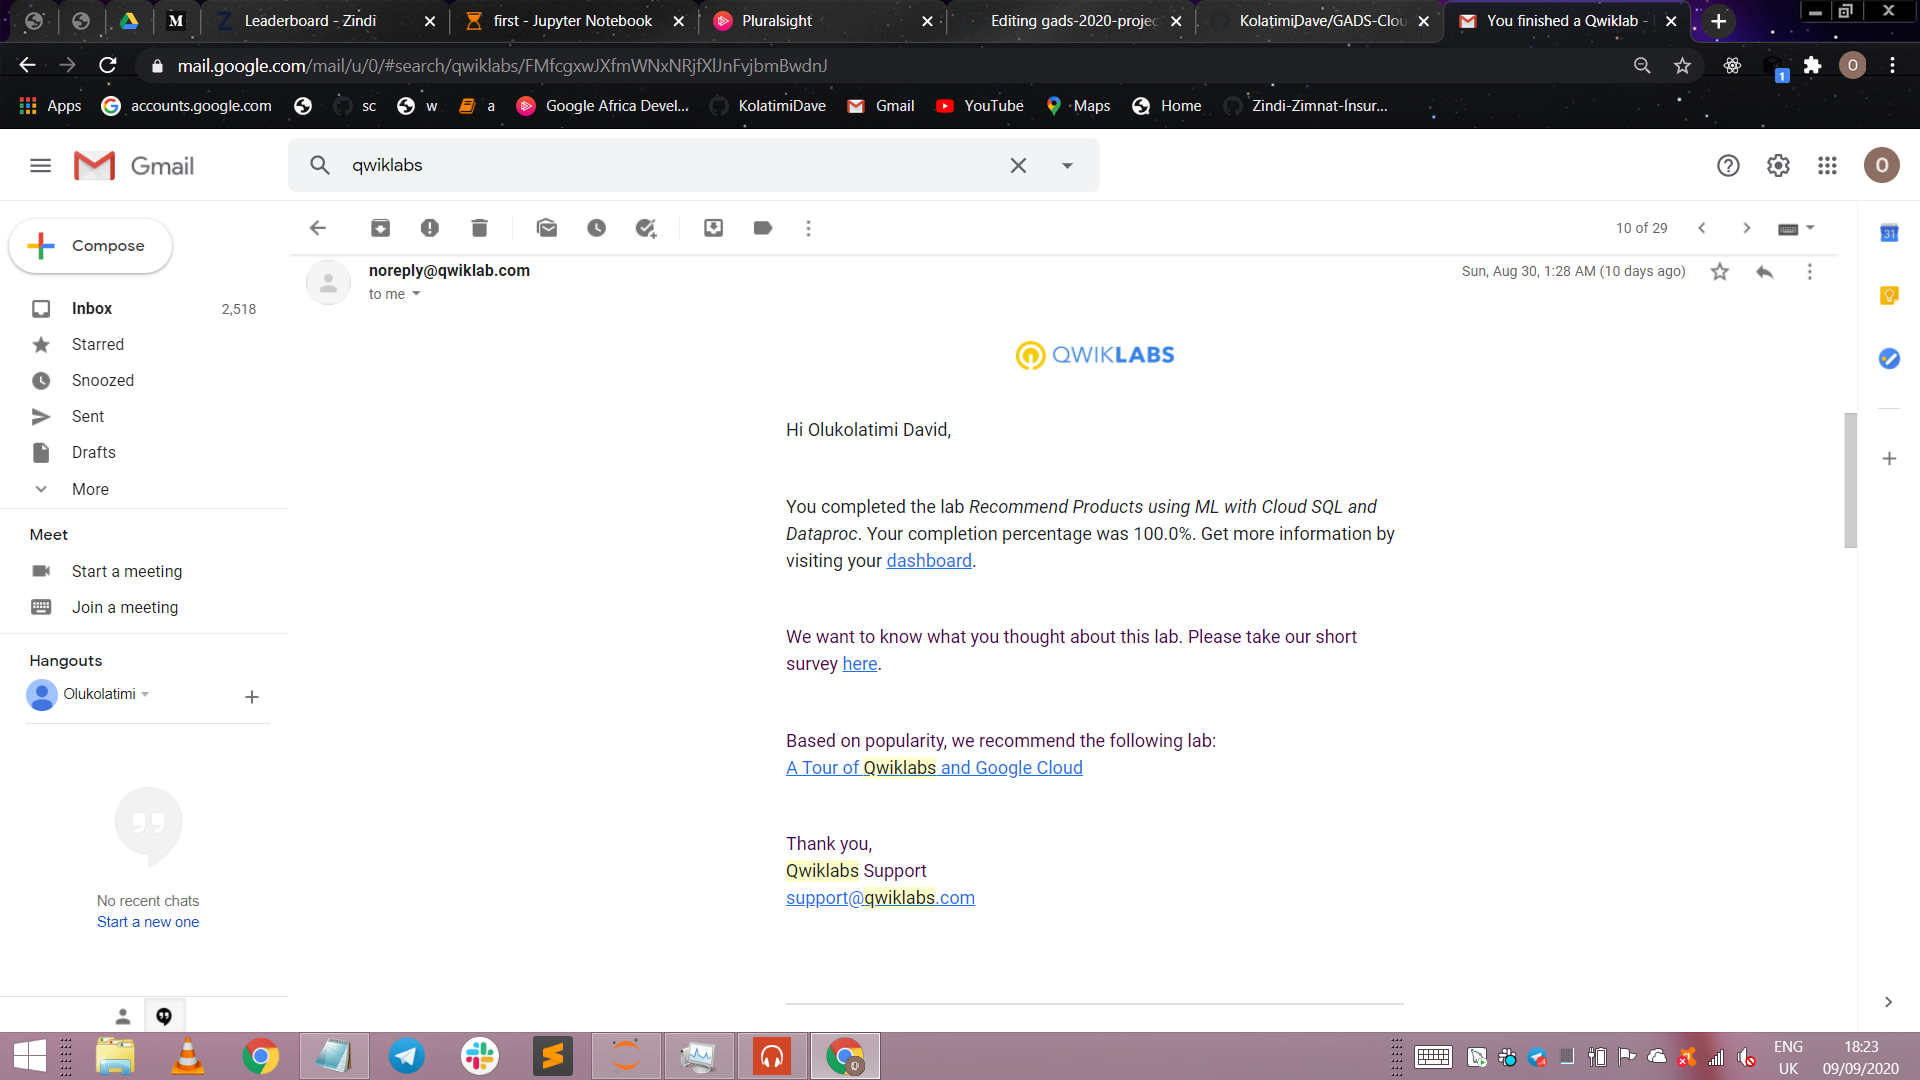 Leaderboard - Zindi
first - Jupyter Notebook
Pluralsight
Editing gads-2020-projec
KolatimiDave/GADS-Clou
You finished a Qwiklab -
mail.google.com/mail/u/0/#search/qwiklabs/FMfcgxwJXfmWNxNRjfXlJnFvjbmBwdnJ
O
1
Apps
accounts.google.com
sc
w
a
Google Africa Devel...
KolatimiDave
Gmail
YouTube
Maps
Home
Zindi-Zimnat-Insur...
Gmail
qwiklabs
O
Compose
10 of 29
31
noreply@qwiklab.com
Sun, Aug 30, 1:28 AM (10 days ago)
to me
Inbox
2,518
Starred
Snoozed
Sent
Drafts
More
Meet
Start a meeting
Join a meeting
Hangouts
Olukolatimi
No recent chats
Start a new one
QWIKLABS
Hi Olukolatimi David,
You completed the lab Recommend Products using ML with Cloud SQL and
Dataproc. Your completion percentage was 100.0%. Get more information by
visiting your dashboard.
We want to know what you thought about this lab. Please take our short
survey here.
Based on popularity, we recommend the following lab:
A Tour of Qwiklabs and Google Cloud
Thank you,
Qwiklabs Support
support@qwiklabs.com
ENG
UK
18:23
09/09/2020